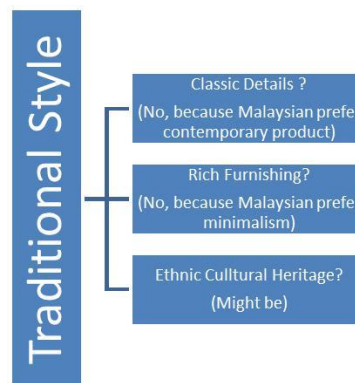 Traditional Style
Classic Details ?
(No, because Malaysian prefe
contemporary product)
Rich Furnishing?
(No, because Malaysian prefe
minimalism)
Ethnic Culltural Heritage?
(Might be)